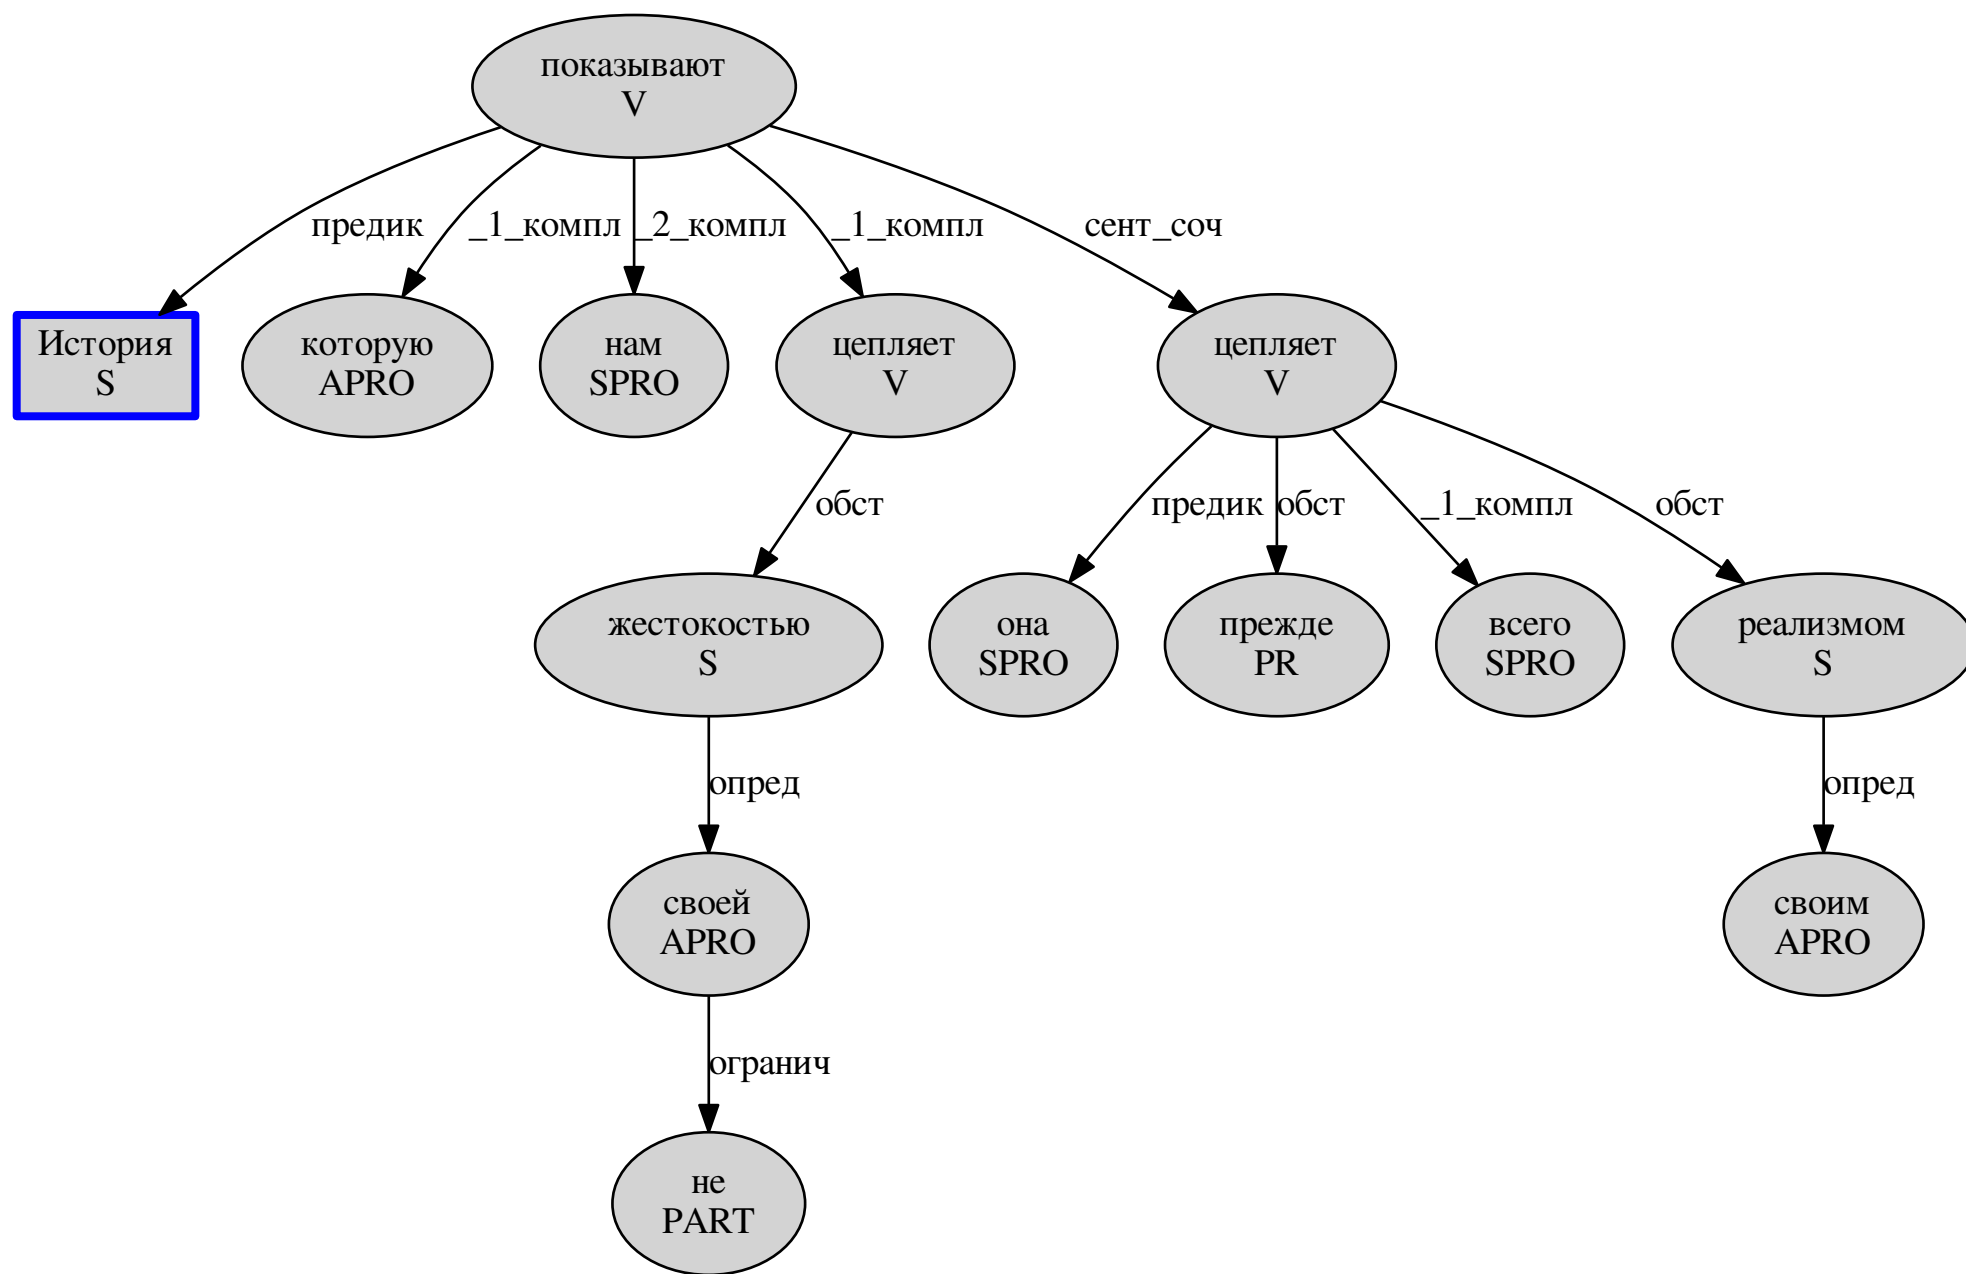 показывают
V
предик
_1_компл
_2_компл
_1_компл
сент_соч
История
S
которую
APRO
нам
SPRO
цепляет
V
цепляет
V
обст
предик
обст
_1_компл
обст
жестокостью
S
она
SPRO
прежде
PR
всего
SPRO
реализмом
S
опред
опред
своей
APRO
своим
APRO
огранич
не
PART